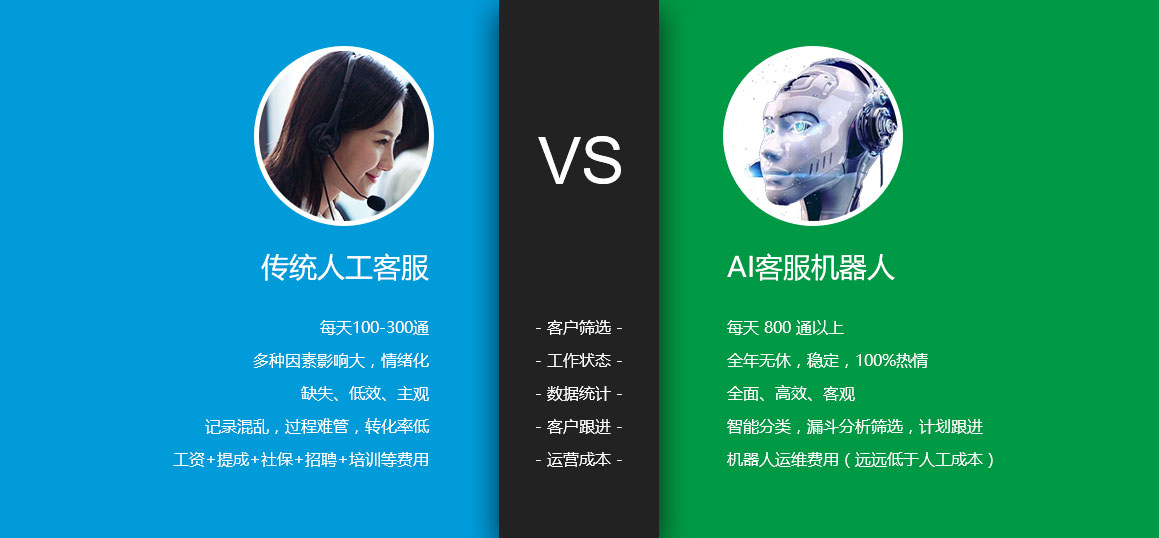 VS
传统人工客服
AI客服机器人
每天100-300通
- 客户筛选 -
每天 800 通以上
多种因素影响大，情绪化
- 工作状态 -
全年无休，稳定，100%热情
缺失、低效、主观
- 数据统计 -
全面、高效、客观
记录混乱，过程难管，转化率低
- 客户跟进 -
智能分类，漏斗分析筛选，计划跟进
工资+提成+社保+招聘+培训等费用
- 运营成本 -
机器人运维费用（远远低于人工成本）